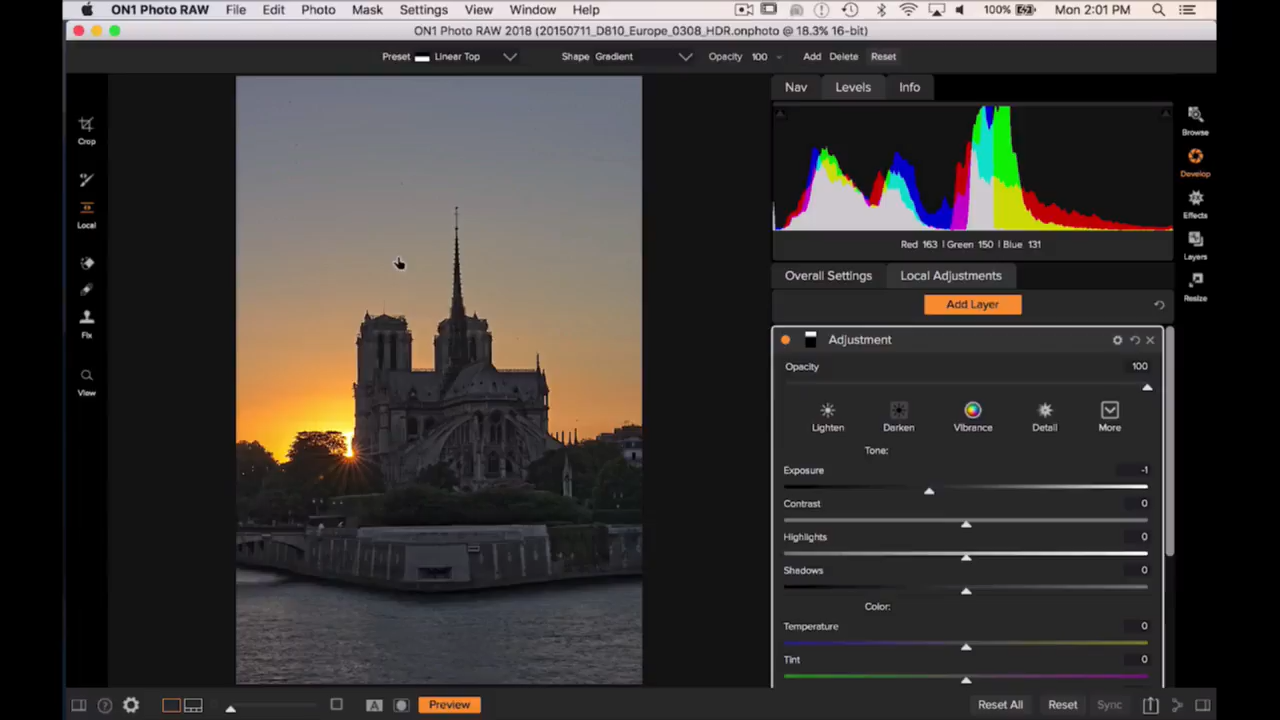 ON1 Photo RAW File Edit Photo Mask Settings View Window Help 100% Mon 2:01 PM
ON1 Photo RAW 2018 (20150711_D810_Europe_0308_HDR.onphoto @ 18.3% 16-bit)
Preset Linear Top Shape Gradient Opacity 100 Add Delete Reset
Nav Levels Info
Crop
Local
Fix
View
Browse
Develop
Effects
Layers
Resize
Red 163 | Green 150 | Blue 131
Overall Settings Local Adjustments
Add Layer
Adjustment
Opacity 100
Lighten Darken Vibrance Detail More
Tone:
Exposure -1
Contrast 0
Highlights 0
Shadows 0
Color:
Temperature 0
Tint 0
? A Preview Reset All Reset Sync